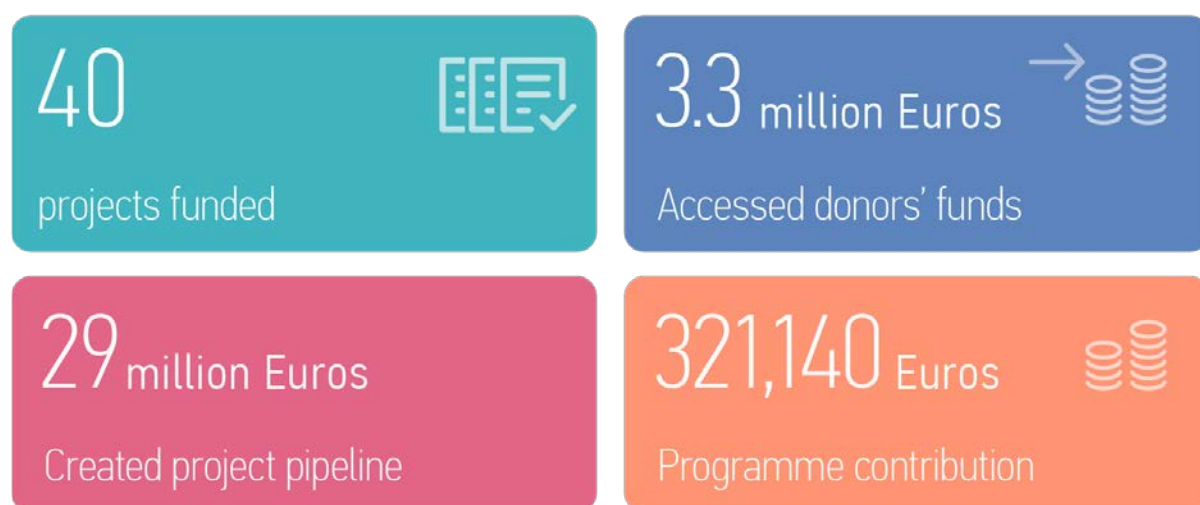 40
projects funded
3.3 million Euros
Accessed donors' funds
29 million Euros
Created project pipeline
321,140 Euros
Programme contribution